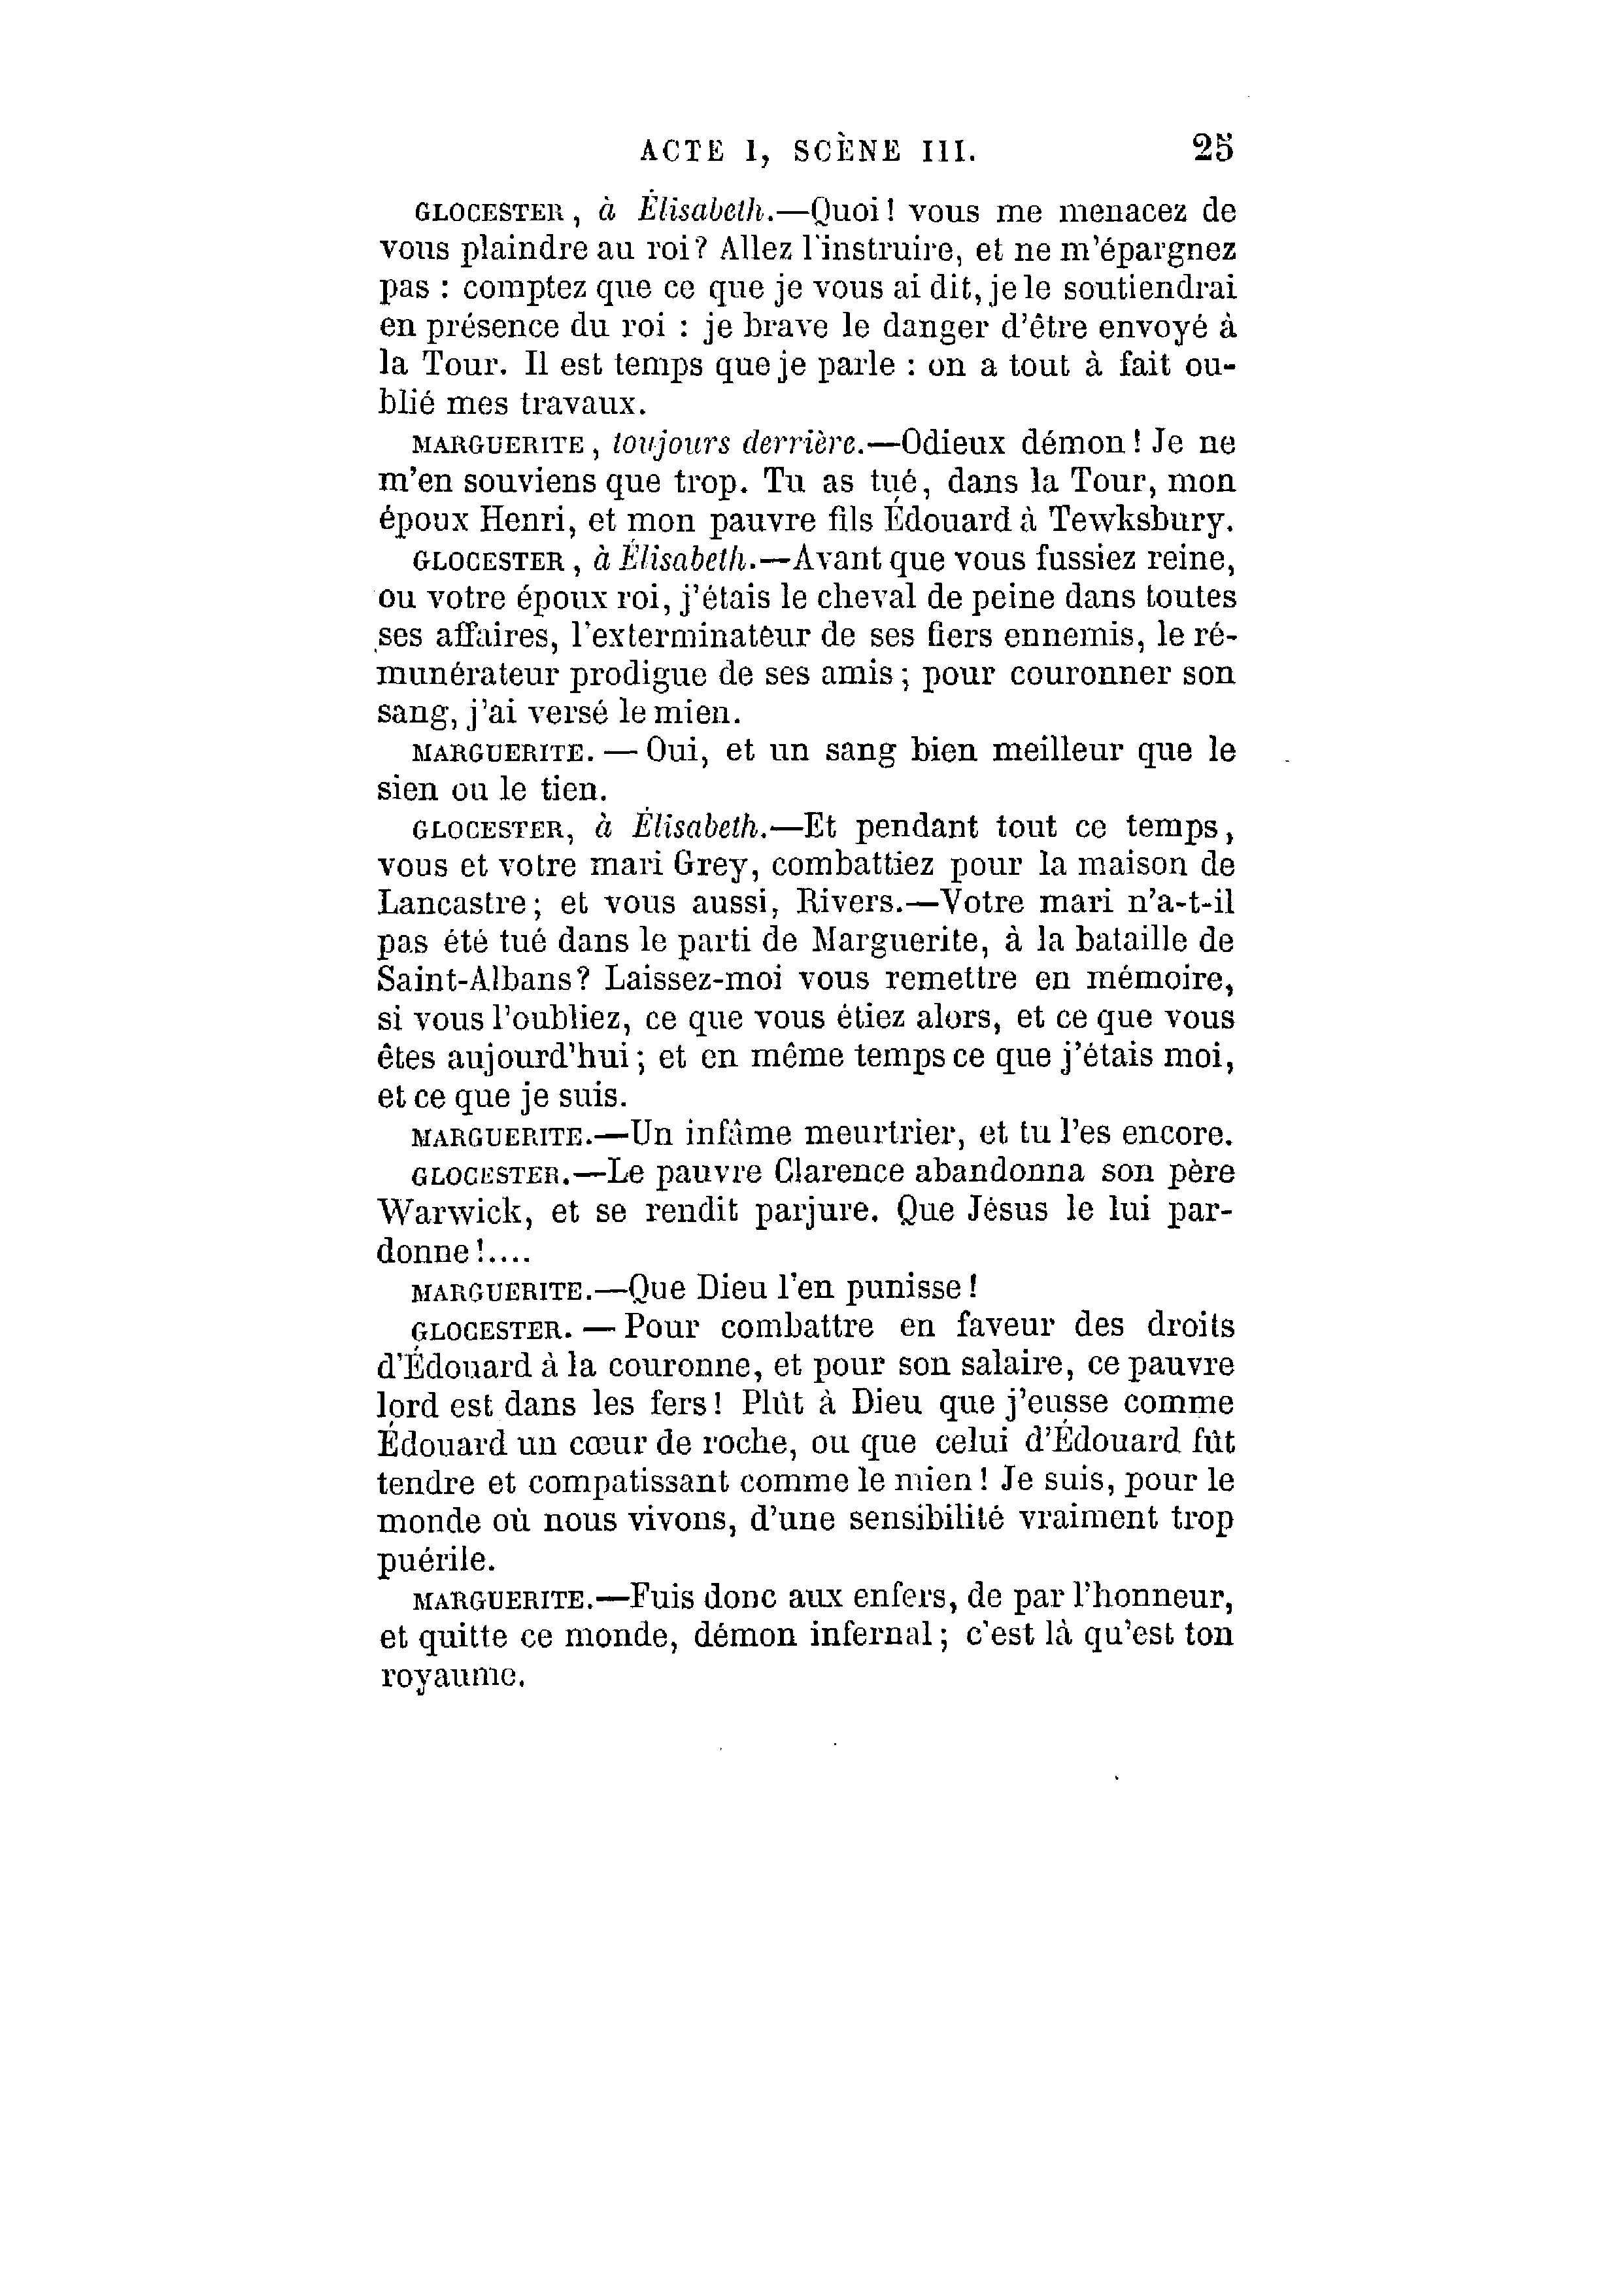 ACTE I, SCÈNE III. 25
GLOCESTER, à Élisabeth.—Quoi! vous me menacez de
vous plaindre au roi? Allez l'instruire, et ne m'épargnez
pas : comptez que ce que je vous ai dit, je le soutiendrai
en présence du roi : je brave le danger d'être envoyé à
la Tour. Il est temps que je parle : on a tout à fait ou-
blié mes travaux.
MARGUERITE, toujours derrière.—Odieux démon! Je ne
m'en souviens que trop. Tu as tué, dans la Tour, mon
époux Henri, et mon pauvre fils Édouard à Tewksbury.
GLOCESTER, à Élisabeth.—Avant que vous fussiez reine,
ou votre époux roi, j'étais le cheval de peine dans toutes
ses affaires, l'exterminateur de ses fiers ennemis, le ré-
munérateur prodigue de ses amis; pour couronner son
sang, j'ai versé le mien.
MARGUERITE. — Oui, et un sang bien meilleur que le
sien ou le tien.
GLOCESTER, à Élisabeth.—Et pendant tout ce temps,
vous et votre mari Grey, combattiez pour la maison de
Lancastre; et vous aussi, Rivers.—Votre mari n'a-t-il
pas été tué dans le parti de Marguerite, à la bataille de
Saint-Albans? Laissez-moi vous remettre en mémoire,
si vous l'oubliez, ce que vous étiez alors, et ce que vous
êtes aujourd'hui; et en même temps ce que j'étais moi,
et ce que je suis.
MARGUERITE.—Un infâme meurtrier, et tu l'es encore.
GLOCESTER.—Le pauvre Clarence abandonna son père
Warwick, et se rendit parjure. Que Jésus le lui par-
donne!....
MARGUERITE.—Que Dieu l'en punisse!
GLOCESTER. — Pour combattre en faveur des droits
d'Édouard à la couronne, et pour son salaire, ce pauvre
lord est dans les fers! Plût à Dieu que j'eusse comme
Édouard un cœur de roche, ou que celui d'Édouard fût
tendre et compatissant comme le mien! Je suis, pour le
monde où nous vivons, d'une sensibilité vraiment trop
puérile.
MARGUERITE.—Fuis donc aux enfers, de par l'honneur,
et quitte ce monde, démon infernal; c'est là qu'est ton
royaume.